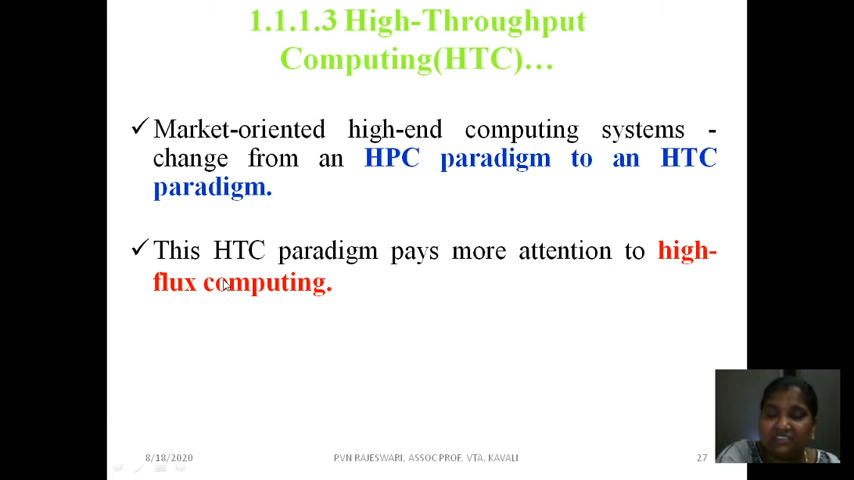 1.1.1.3 High-Throughput
Computing(HTC)…
✓Market-oriented high-end computing systems -
change from an HPC paradigm to an HTC
paradigm.
✓This HTC paradigm pays more attention to high-
flux computing.
8/18/2020 PVN RAJESWARI, ASSOC PROF, VTA, KAVALI 27